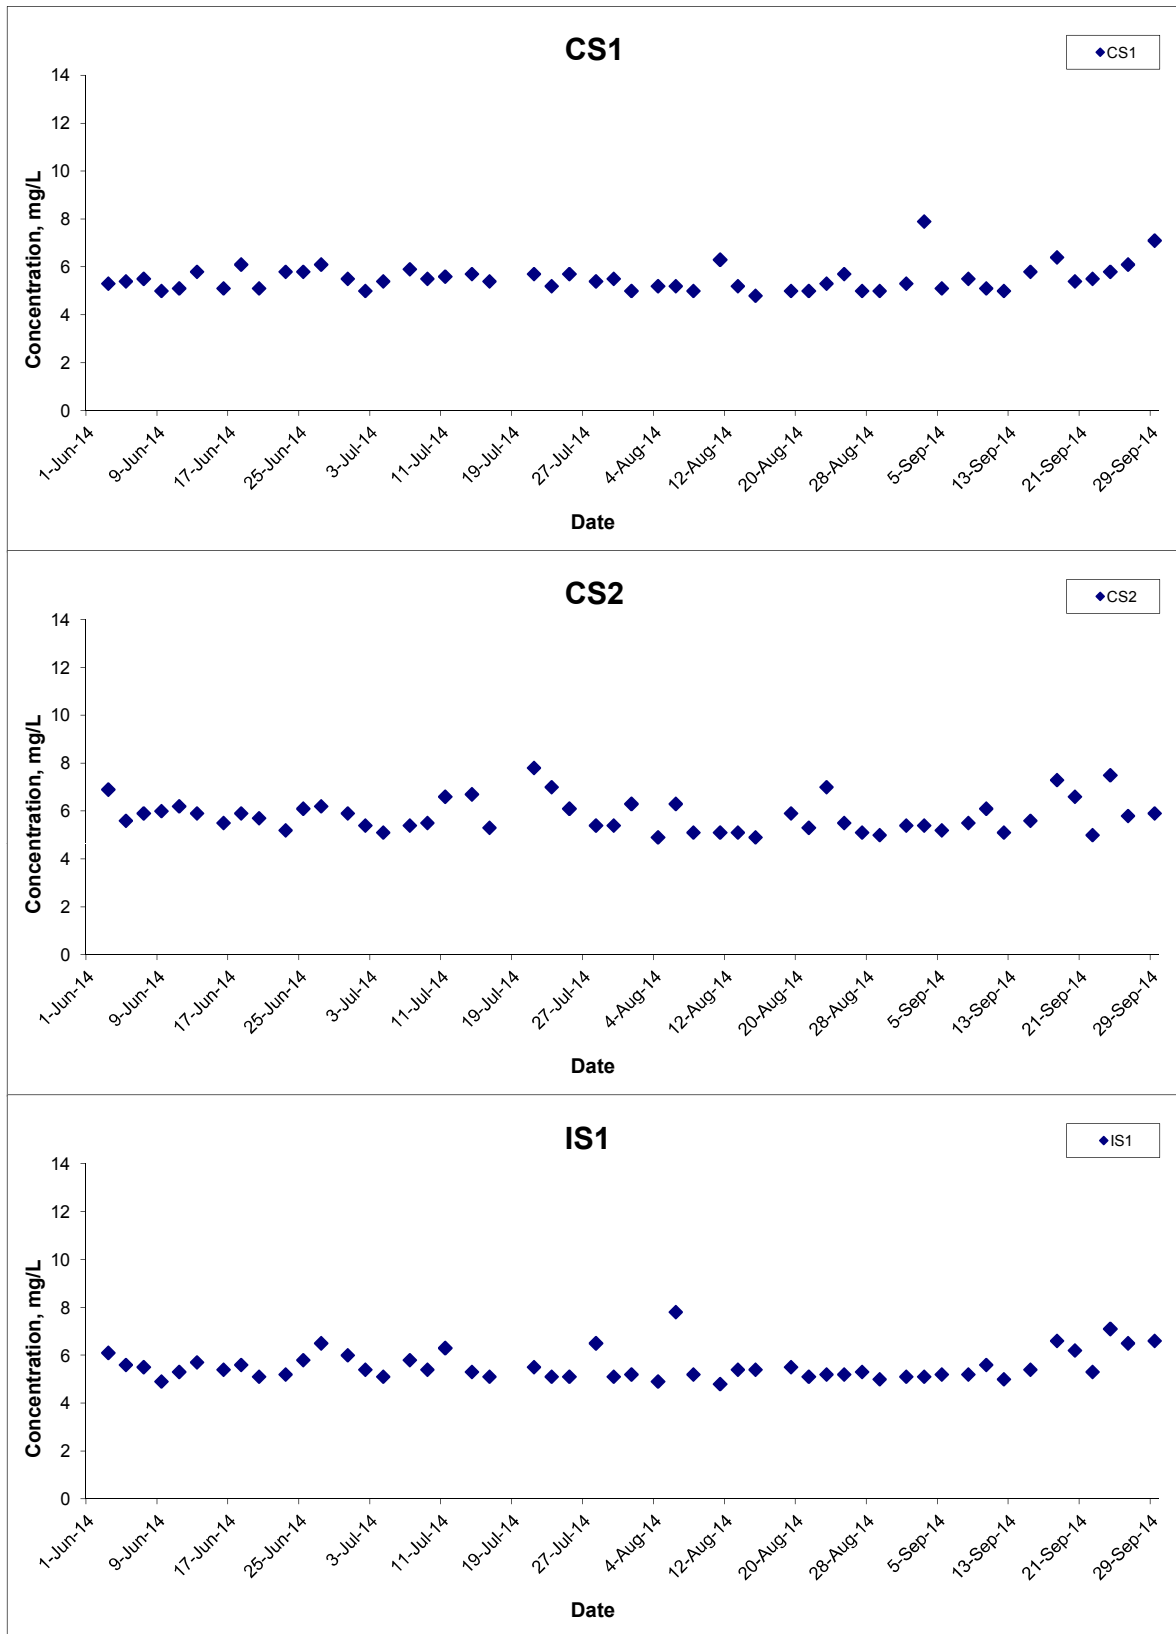 CS1
CS1
14
12
10
8
6
4
2
0
Concentration, mg/L
1-Jun-14
9-Jun-14
17-Jun-14
25-Jun-14
3-Jul-14
11-Jul-14
19-Jul-14
27-Jul-14
4-Aug-14
12-Aug-14
20-Aug-14
28-Aug-14
5-Sep-14
13-Sep-14
21-Sep-14
29-Sep-14
Date
CS2
CS2
14
12
10
8
6
4
2
0
Concentration, mg/L
1-Jun-14
9-Jun-14
17-Jun-14
25-Jun-14
3-Jul-14
11-Jul-14
19-Jul-14
27-Jul-14
4-Aug-14
12-Aug-14
20-Aug-14
28-Aug-14
5-Sep-14
13-Sep-14
21-Sep-14
29-Sep-14
Date
IS1
IS1
14
12
10
8
6
4
2
0
Concentration, mg/L
1-Jun-14
9-Jun-14
17-Jun-14
25-Jun-14
3-Jul-14
11-Jul-14
19-Jul-14
27-Jul-14
4-Aug-14
12-Aug-14
20-Aug-14
28-Aug-14
5-Sep-14
13-Sep-14
21-Sep-14
29-Sep-14
Date